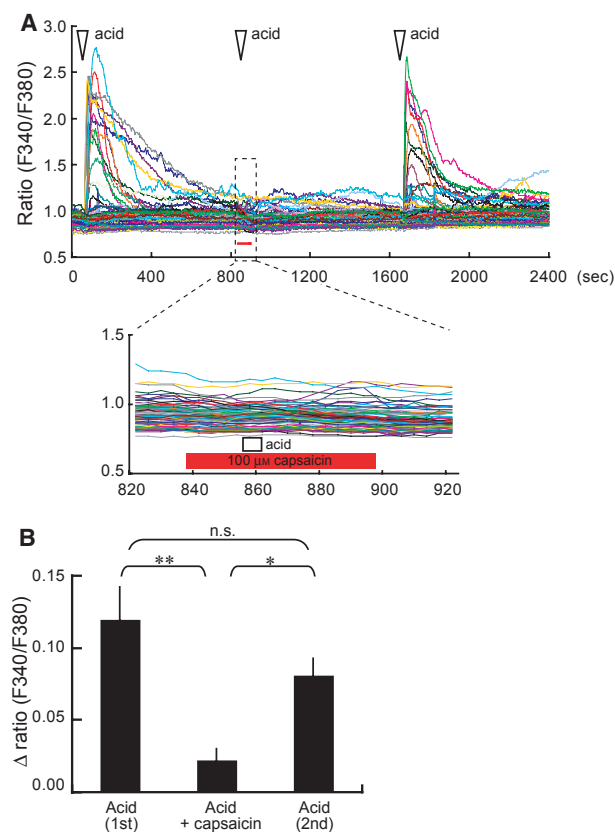 A
acid
acid
acid
Ratio (F340/F380)
3.0
2.5
2.0
1.5
1.0
0.5
0 400 800 1200 1600 2000 2400 (sec)
1.5
1.0
0.5
acid
100 μM capsaicin
820 840 860 880 900 920
B
n.s.
** *
Δ ratio (F340/F380)
0.15
0.10
0.05
0.00
Acid Acid Acid
(1st) + capsaicin (2nd)